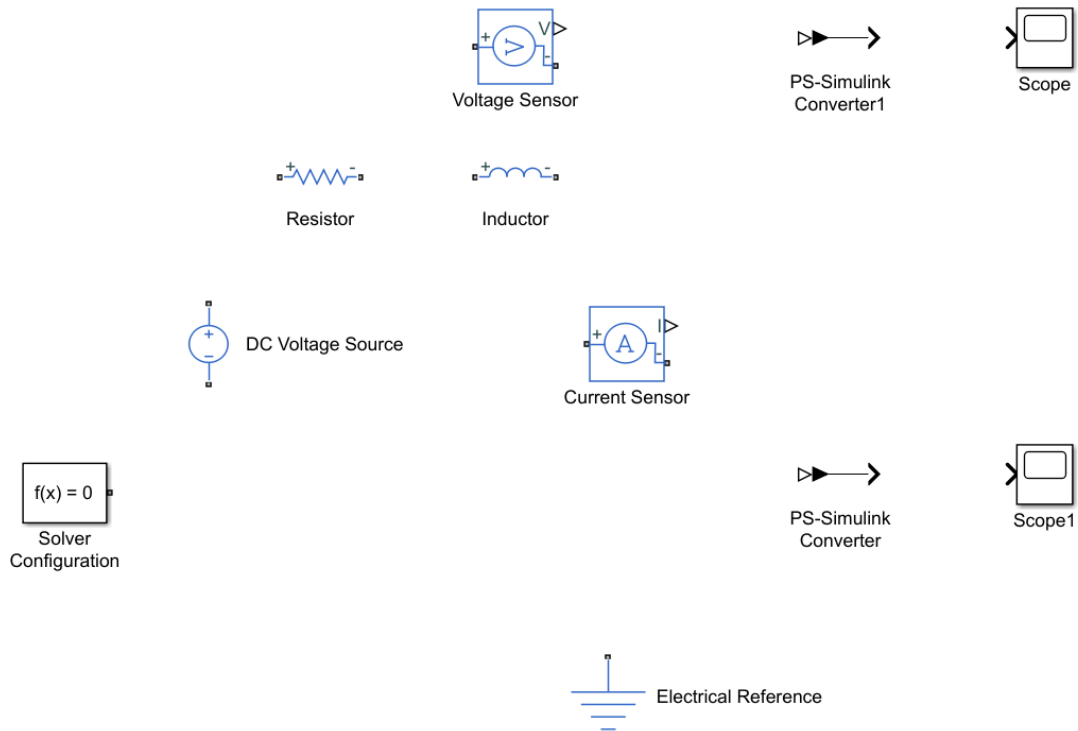 V
+
V
-
Voltage Sensor
PS-Simulink
Converter1
Scope
+
-
Resistor
+
-
Inductor
+
−
DC Voltage Source
I
+
A
-
Current Sensor
f(x) = 0
Solver
Configuration
PS-Simulink
Converter
Scope1
Electrical Reference